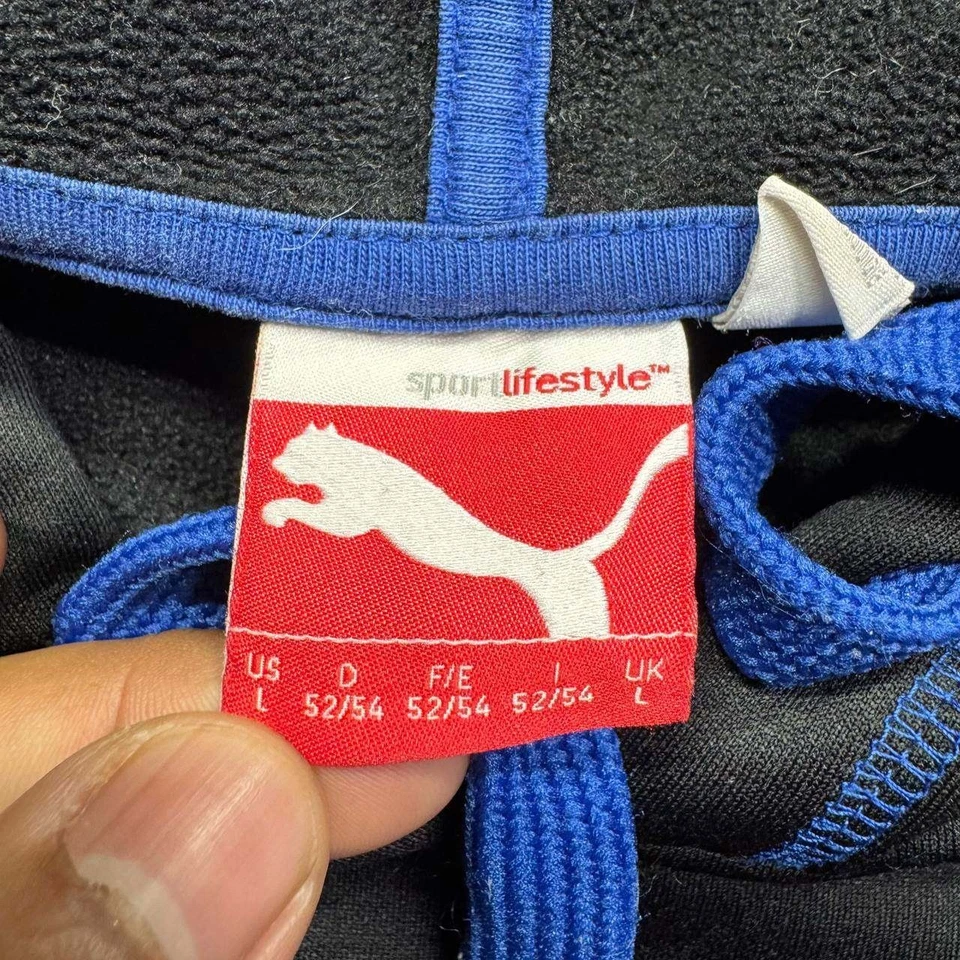 sportlifestyle™
US D F/E I UK
L 52/54 52/54 52/54 L